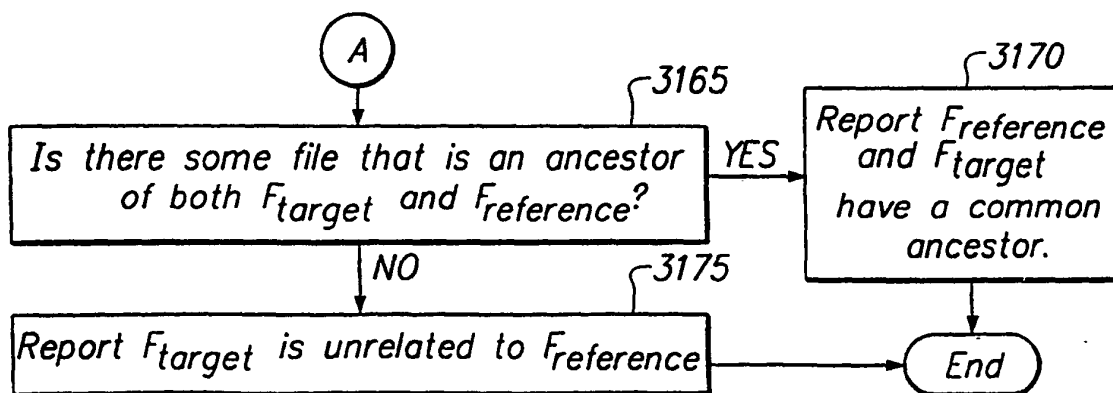 A
3165
Is there some file that is an ancestor
of both Ftarget and Freference?
YES
3170
Report Freference
and Ftarget
have a common
ancestor.
NO
3175
Report Ftarget is unrelated to Freference
End